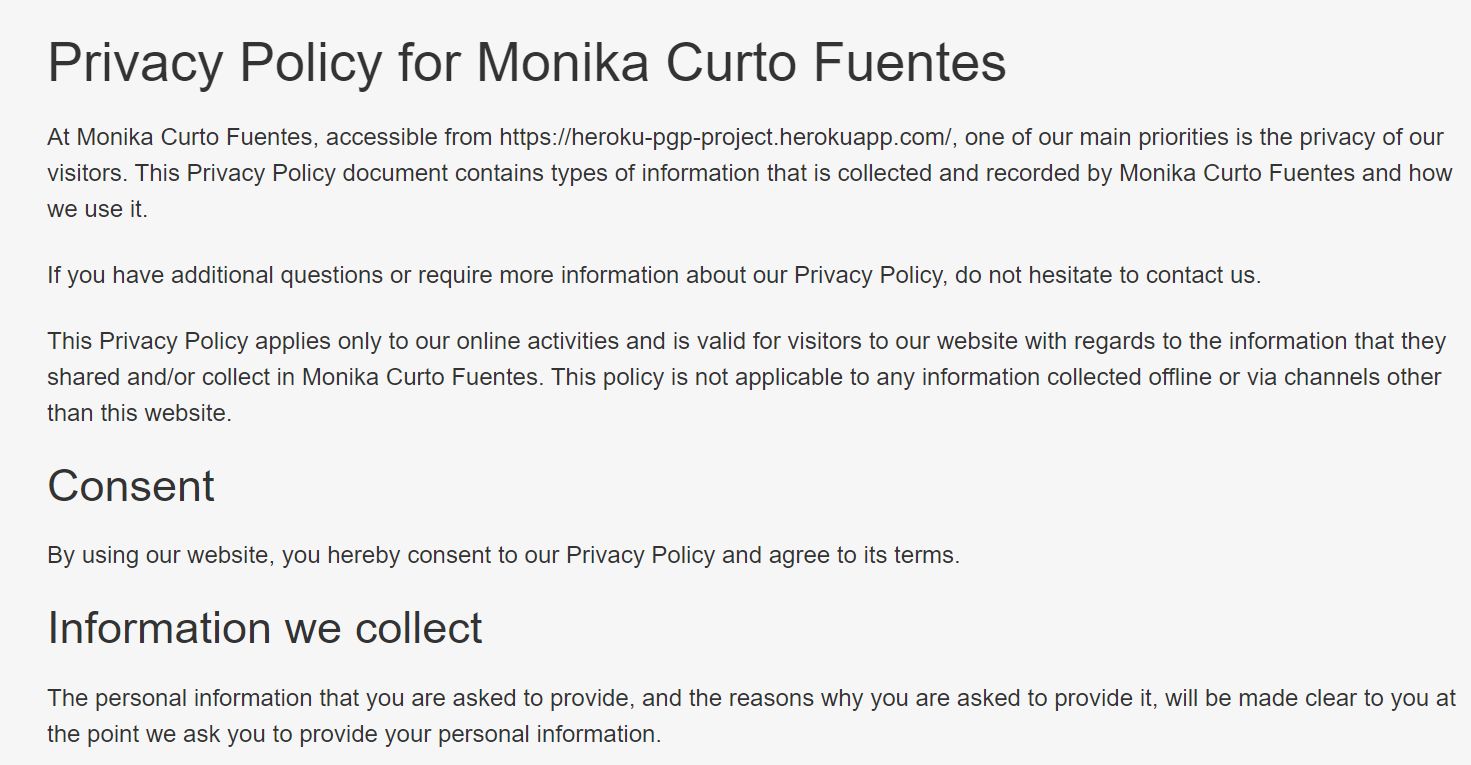 Privacy Policy for Monika Curto Fuentes
At Monika Curto Fuentes, accessible from https://heroku-pgp-project.herokuapp.com/, one of our main priorities is the privacy of our
visitors. This Privacy Policy document contains types of information that is collected and recorded by Monika Curto Fuentes and how
we use it.
If you have additional questions or require more information about our Privacy Policy, do not hesitate to contact us.
This Privacy Policy applies only to our online activities and is valid for visitors to our website with regards to the information that they
shared and/or collect in Monika Curto Fuentes. This policy is not applicable to any information collected offline or via channels other
than this website.
Consent
By using our website, you hereby consent to our Privacy Policy and agree to its terms.
Information we collect
The personal information that you are asked to provide, and the reasons why you are asked to provide it, will be made clear to you at
the point we ask you to provide your personal information.